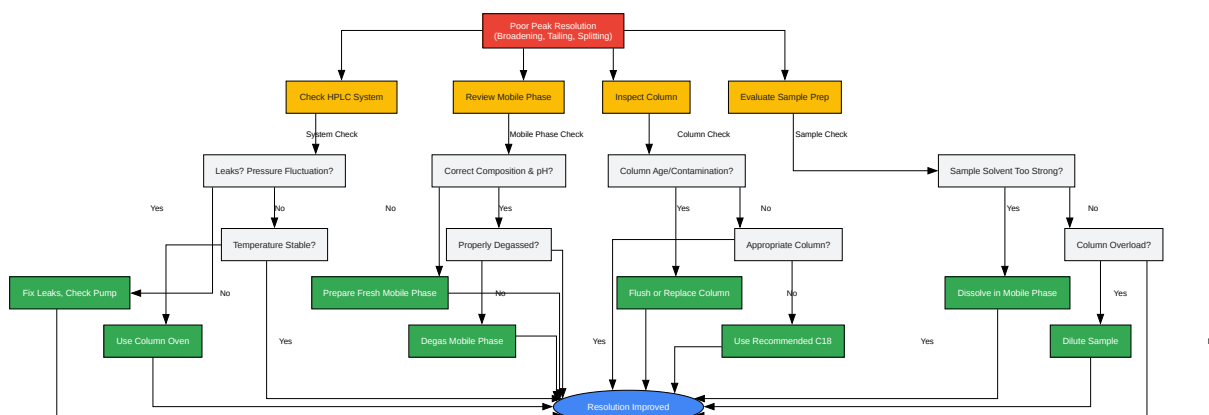 Poor Peak Resolution
(Broadening, Tailing, Splitting)
Check HPLC System
Review Mobile Phase
Inspect Column
Evaluate Sample Prep
System Check
Mobile Phase Check
Column Check
Sample Check
Leaks? Pressure Fluctuation?
Correct Composition & pH?
Column Age/Contamination?
Sample Solvent Too Strong?
Yes
No
No
Yes
Yes
No
Yes
No
Temperature Stable?
Properly Degassed?
Appropriate Column?
Column Overload?
Fix Leaks, Check Pump
No
Prepare Fresh Mobile Phase
No
Flush or Replace Column
No
Dissolve in Mobile Phase
Yes
Use Column Oven
Yes
Degas Mobile Phase
Yes
Use Recommended C18
Yes
Dilute Sample
Resolution Improved